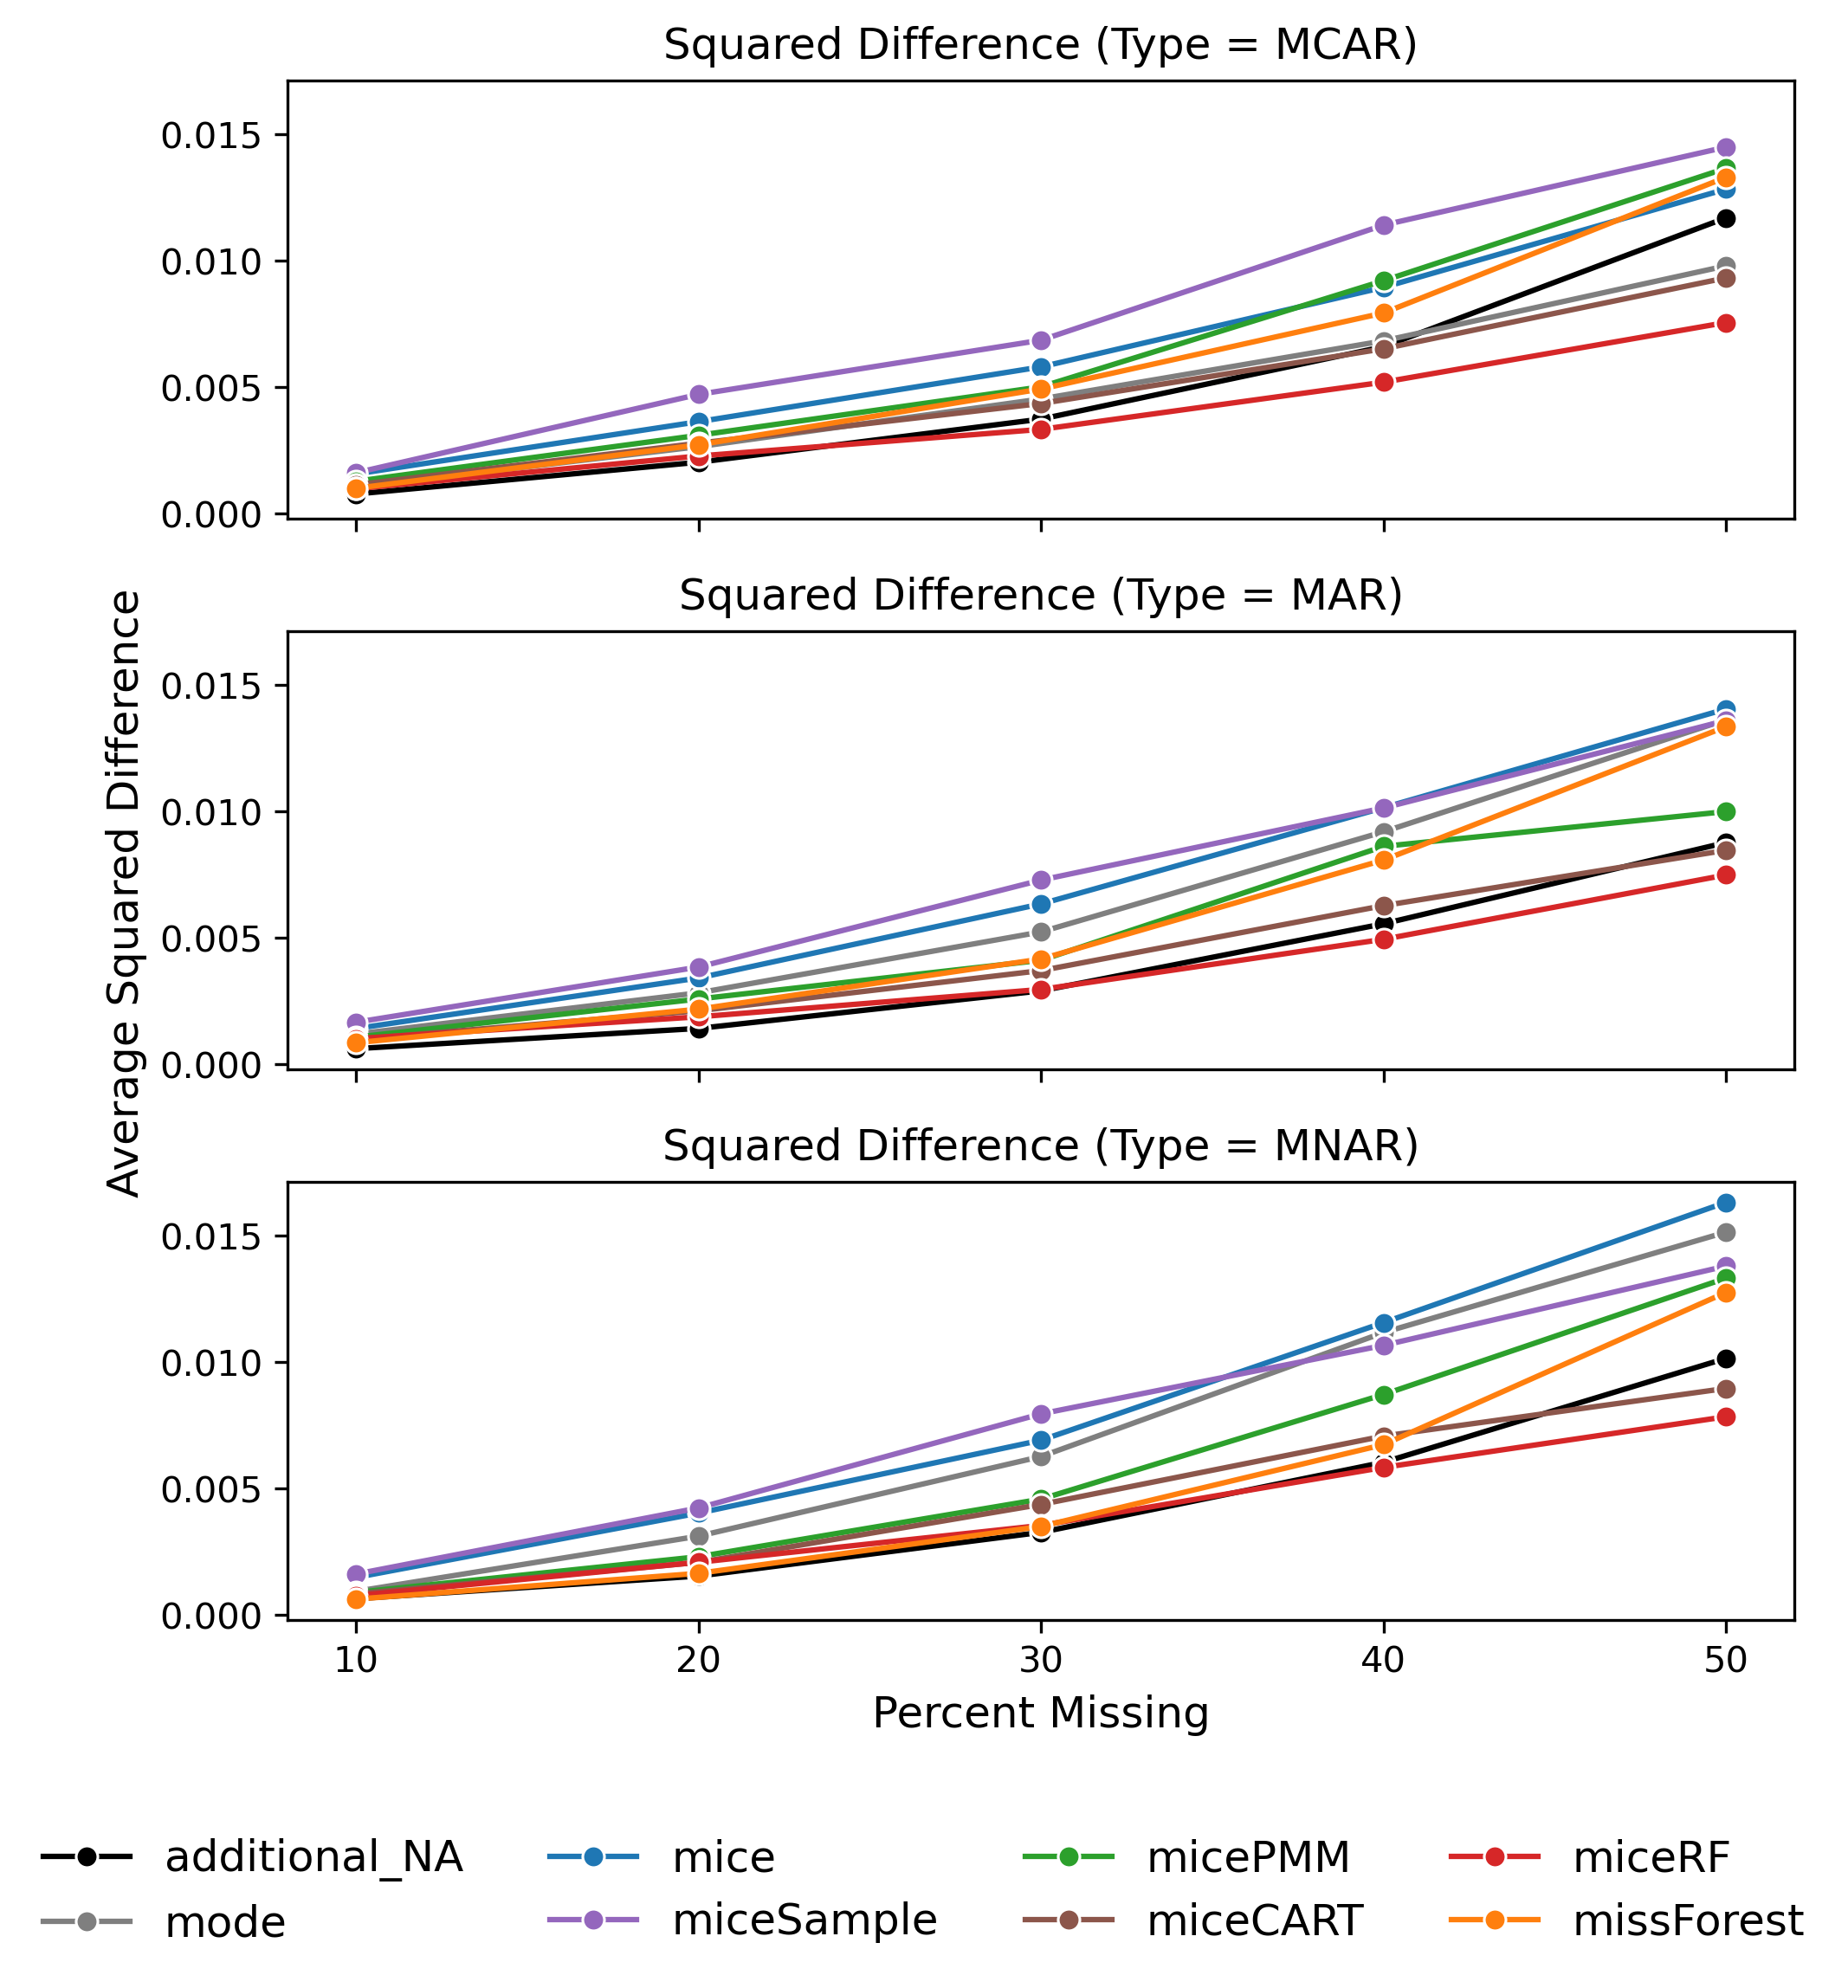 Squared Difference (Type = MCAR)
0.015
0.010
0.005
0.000
Squared Difference (Type = MAR)
Average Squared Difference
0.015
0.010
0.005
0.000
Squared Difference (Type = MNAR)
0.015
0.010
0.005
0.000
10 20 30 40 50
Percent Missing
additional_NA mice micePMM miceRF
mode miceSample miceCART missForest